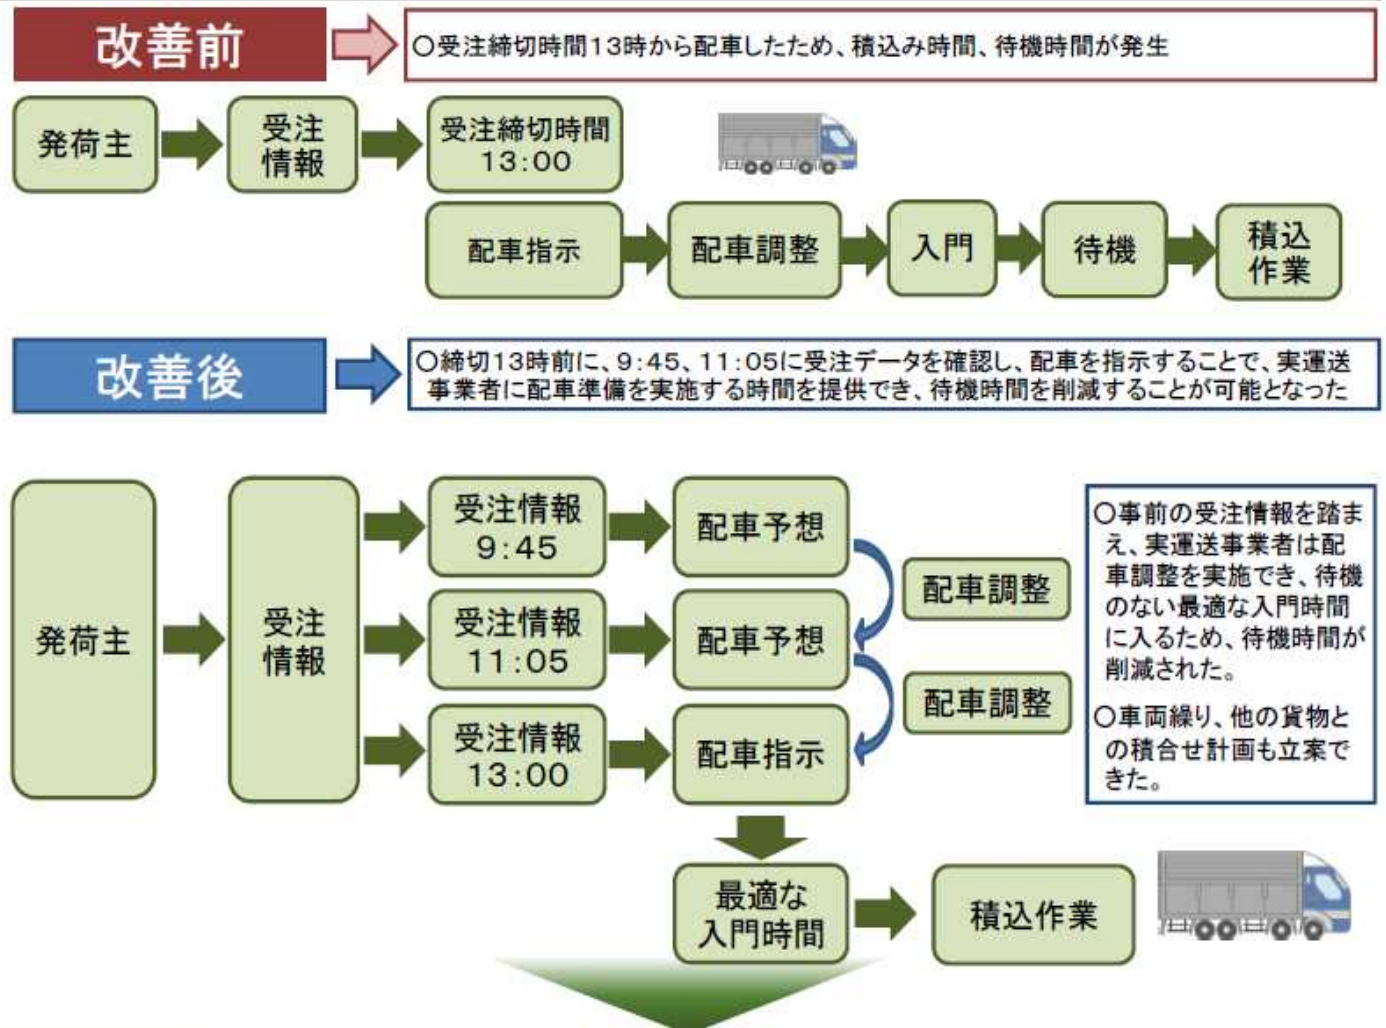 改善前
○受注締切時間13時から配車したため、積込み時間、待機時間が発生
発荷主
受注
情報
受注締切時間
13:00
配車指示
配車調整
入門
待機
積込
作業
改善後
○締切13時前に、9:45、11:05に受注データを確認し、配車を指示することで、実運送
事業者に配車準備を実施する時間を提供でき、待機時間を削減することが可能となった
発荷主
受注
情報
受注情報
9:45
配車予想
配車調整
受注情報
11:05
配車予想
配車調整
受注情報
13:00
配車指示
○事前の受注情報を踏ま
え、実運送事業者は配
車調整を実施でき、待機
のない最適な入門時間
に入るため、待機時間が
削減された。
○車両繰り、他の貨物と
の積合せ計画も立案で
きた。
最適な
入門時間
積込作業